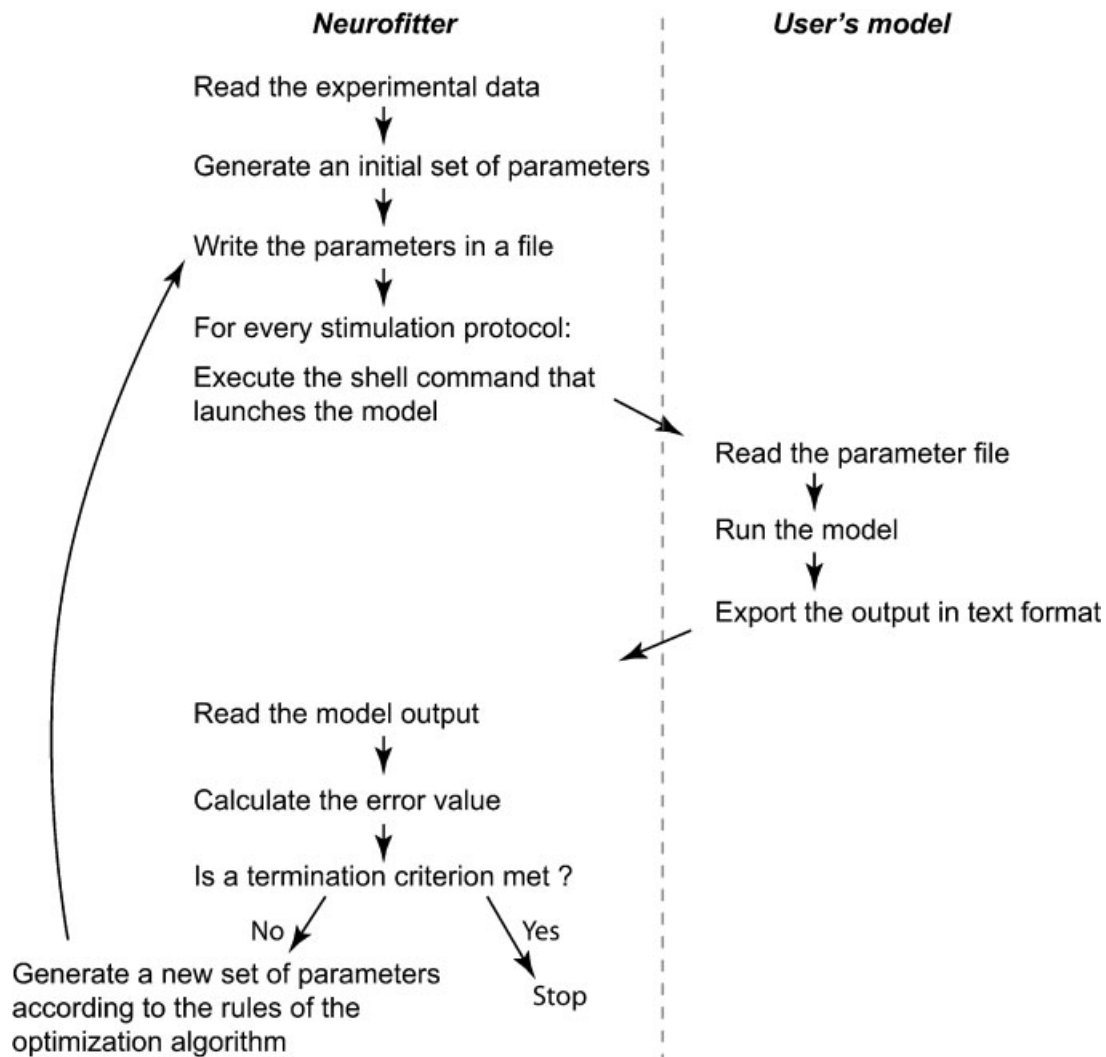 Neurofitter
User's model
Read the experimental data
Generate an initial set of parameters
Write the parameters in a file
For every stimulation protocol:
Execute the shell command that
launches the model
Read the parameter file
Run the model
Export the output in text format
Read the model output
Calculate the error value
Is a termination criterion met ?
No
Yes
Generate a new set of parameters
according to the rules of the
optimization algorithm
Stop